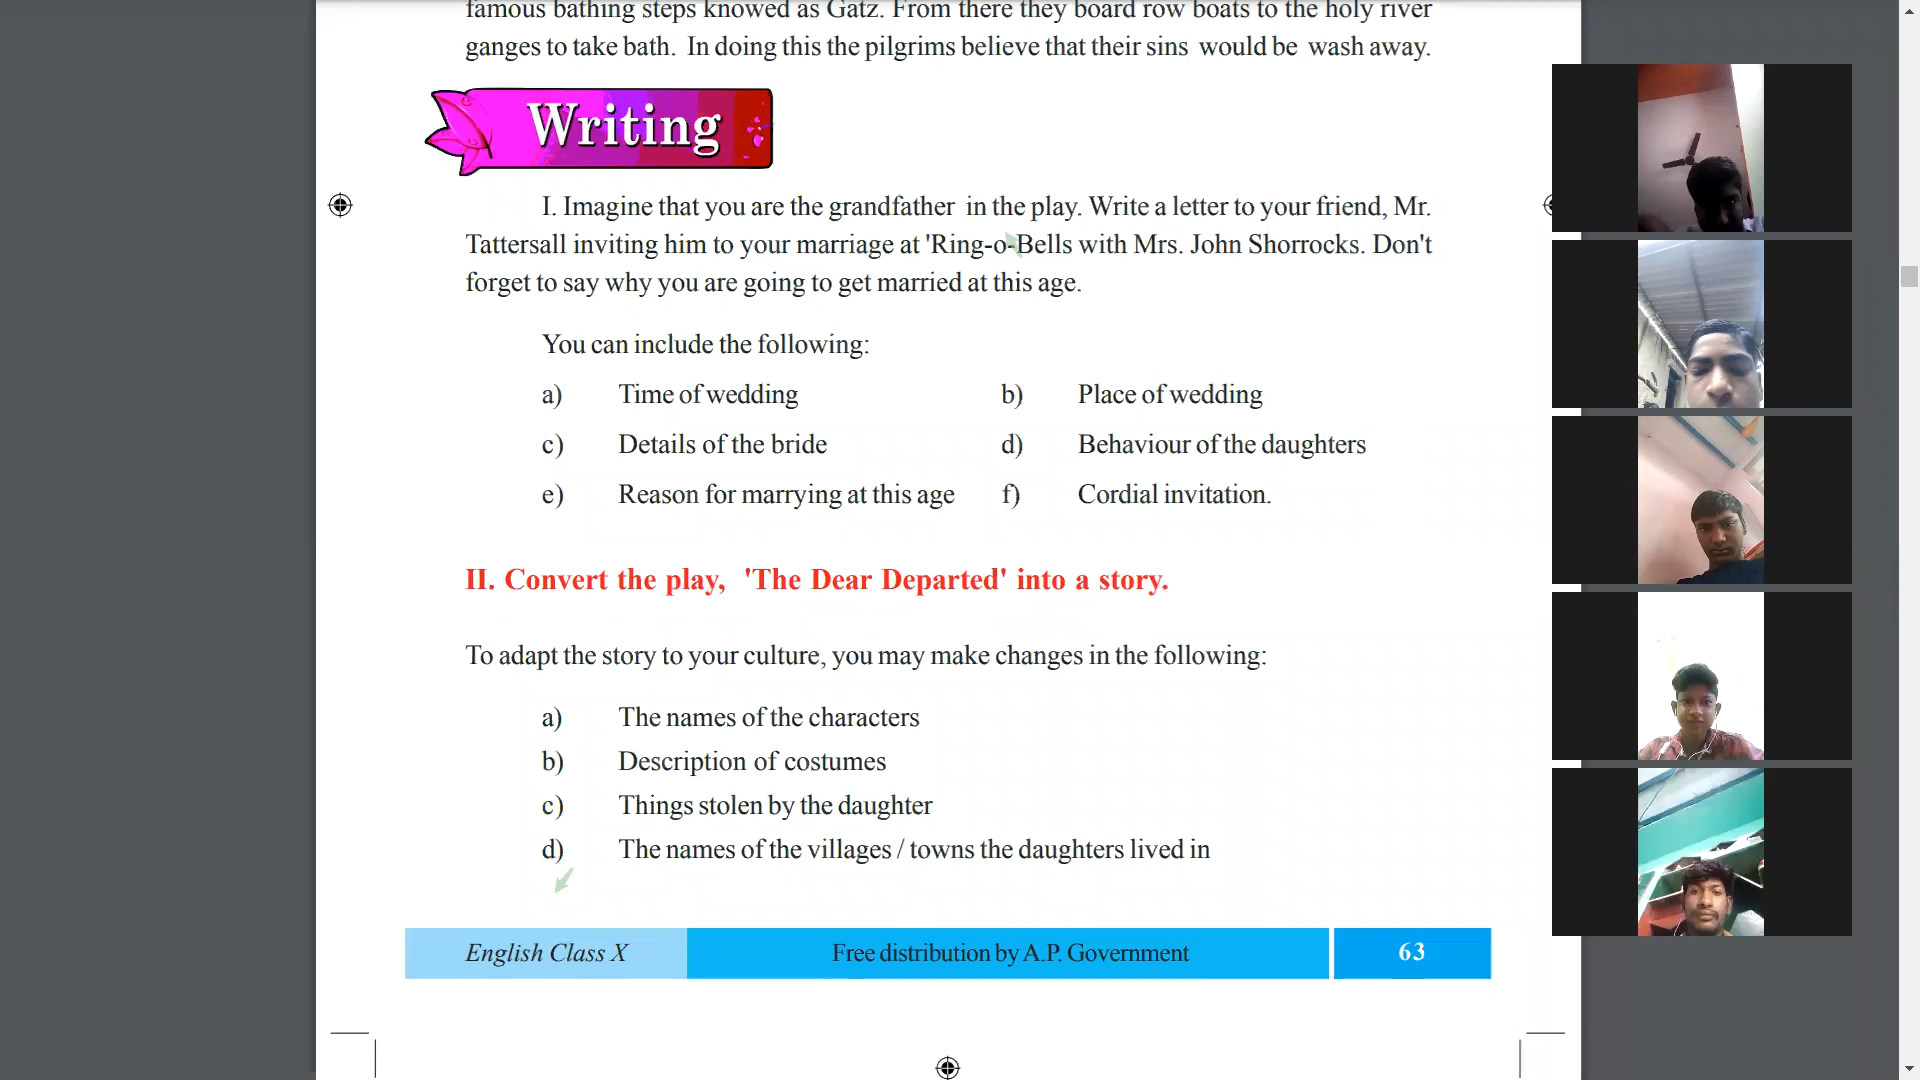 famous bathing steps knowed as Gatz. From there they board row boats to the holy river
ganges to take bath. In doing this the pilgrims believe that their sins would be wash away.
Writing
I. Imagine that you are the grandfather in the play. Write a letter to your friend, Mr.
Tattersall inviting him to your marriage at 'Ring-o-Bells with Mrs. John Shorrocks. Don't
forget to say why you are going to get married at this age.
You can include the following:
a) Time of wedding b) Place of wedding
c) Details of the bride d) Behaviour of the daughters
e) Reason for marrying at this age f) Cordial invitation.
II. Convert the play, 'The Dear Departed' into a story.
To adapt the story to your culture, you may make changes in the following:
a) The names of the characters
b) Description of costumes
c) Things stolen by the daughter
d) The names of the villages / towns the daughters lived in
English Class X Free distribution by A.P. Government 63